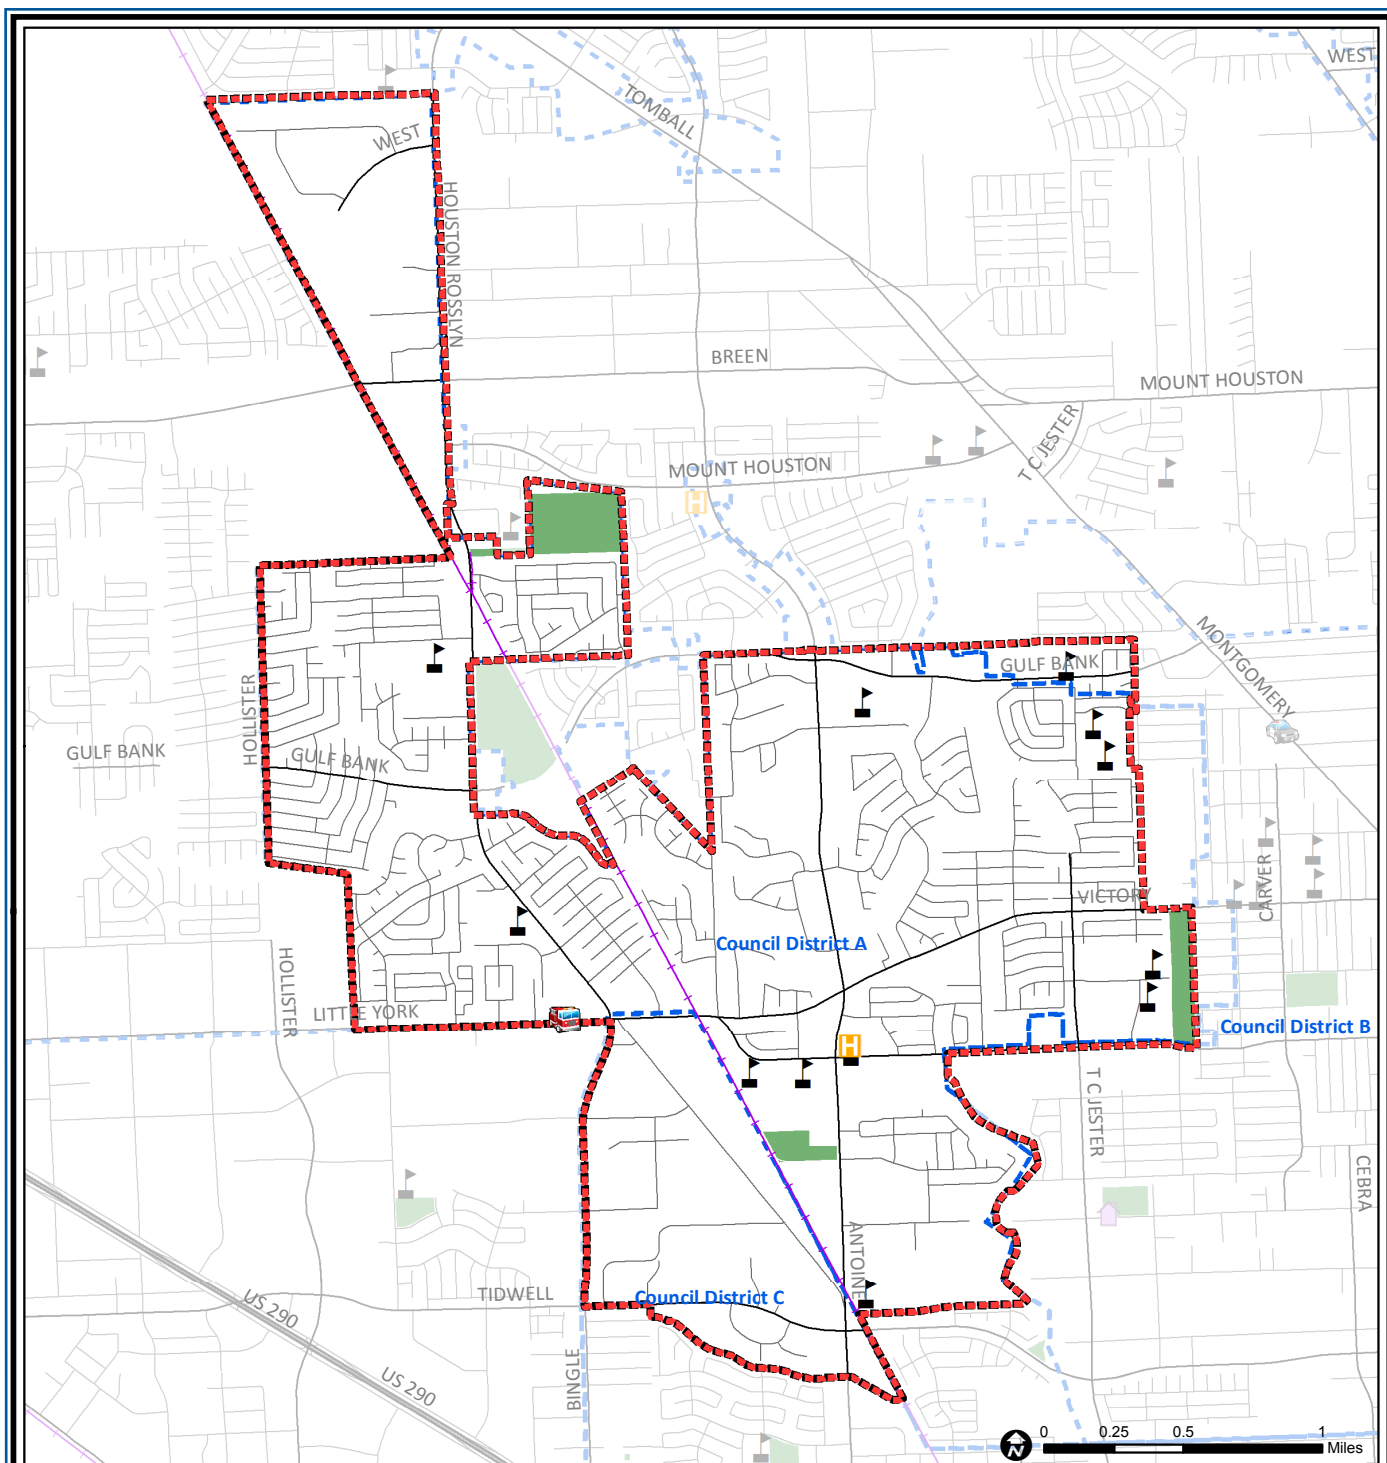 WEST
TOMBALL
WEST
HOUSTON ROSSLYN
BREEN
MOUNT HOUSTON
T C JESTER
MOUNT HOUSTON
H
MONTGOMERY
GULF BANK
HOLLISTER
GULF BANK
GULF BANK
VICTORY
CARVER
Council District A
HOLLISTER
LITTLE YORK
Council District B
H
T C JESTER
CEBRA
ANTOINE
US 290
TIDWELL
Council District C
US 290
BINGLE
N
0 0.25 0.5 1
Miles